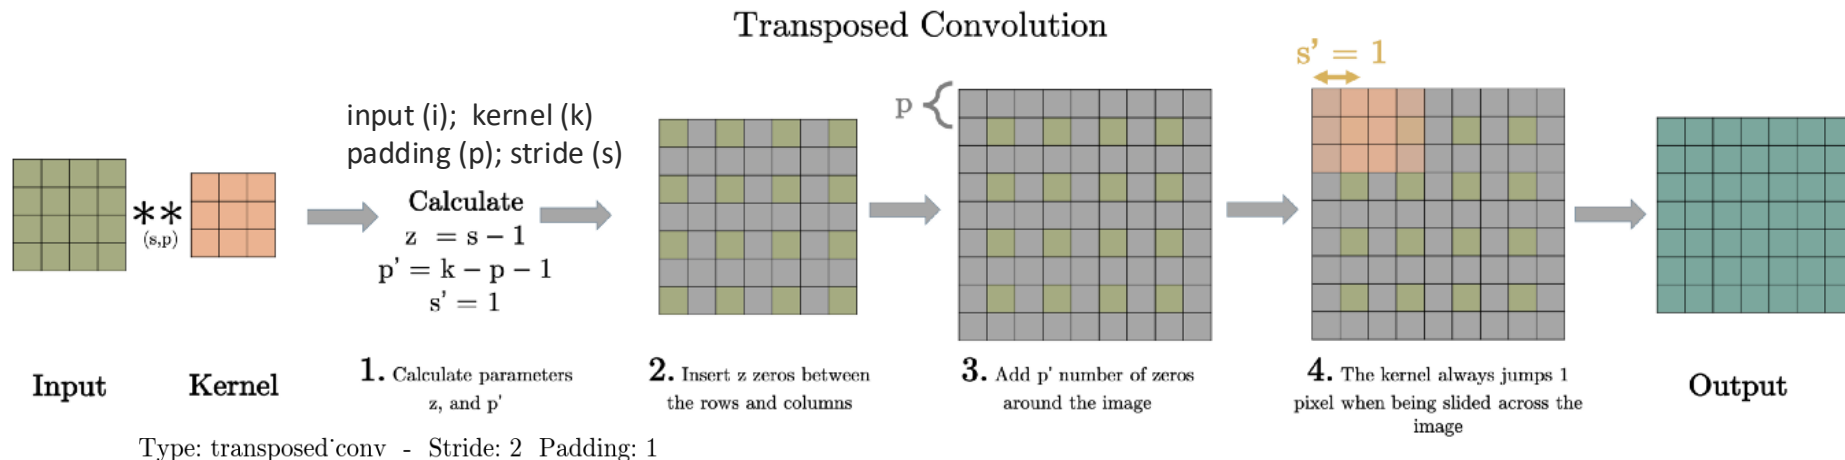 Transposed Convolution
s' = 1
input (i); kernel (k)
padding (p); stride (s)
p {
**
(s,p)
Calculate
z = s − 1
p' = k − p − 1
s' = 1
Input
Kernel
1. Calculate parameters
z, and p'
2. Insert z zeros between
the rows and columns
3. Add p' number of zeros
around the image
4. The kernel always jumps 1
pixel when being slided across the
image
Output
Type: transposed˙conv - Stride: 2 Padding: 1